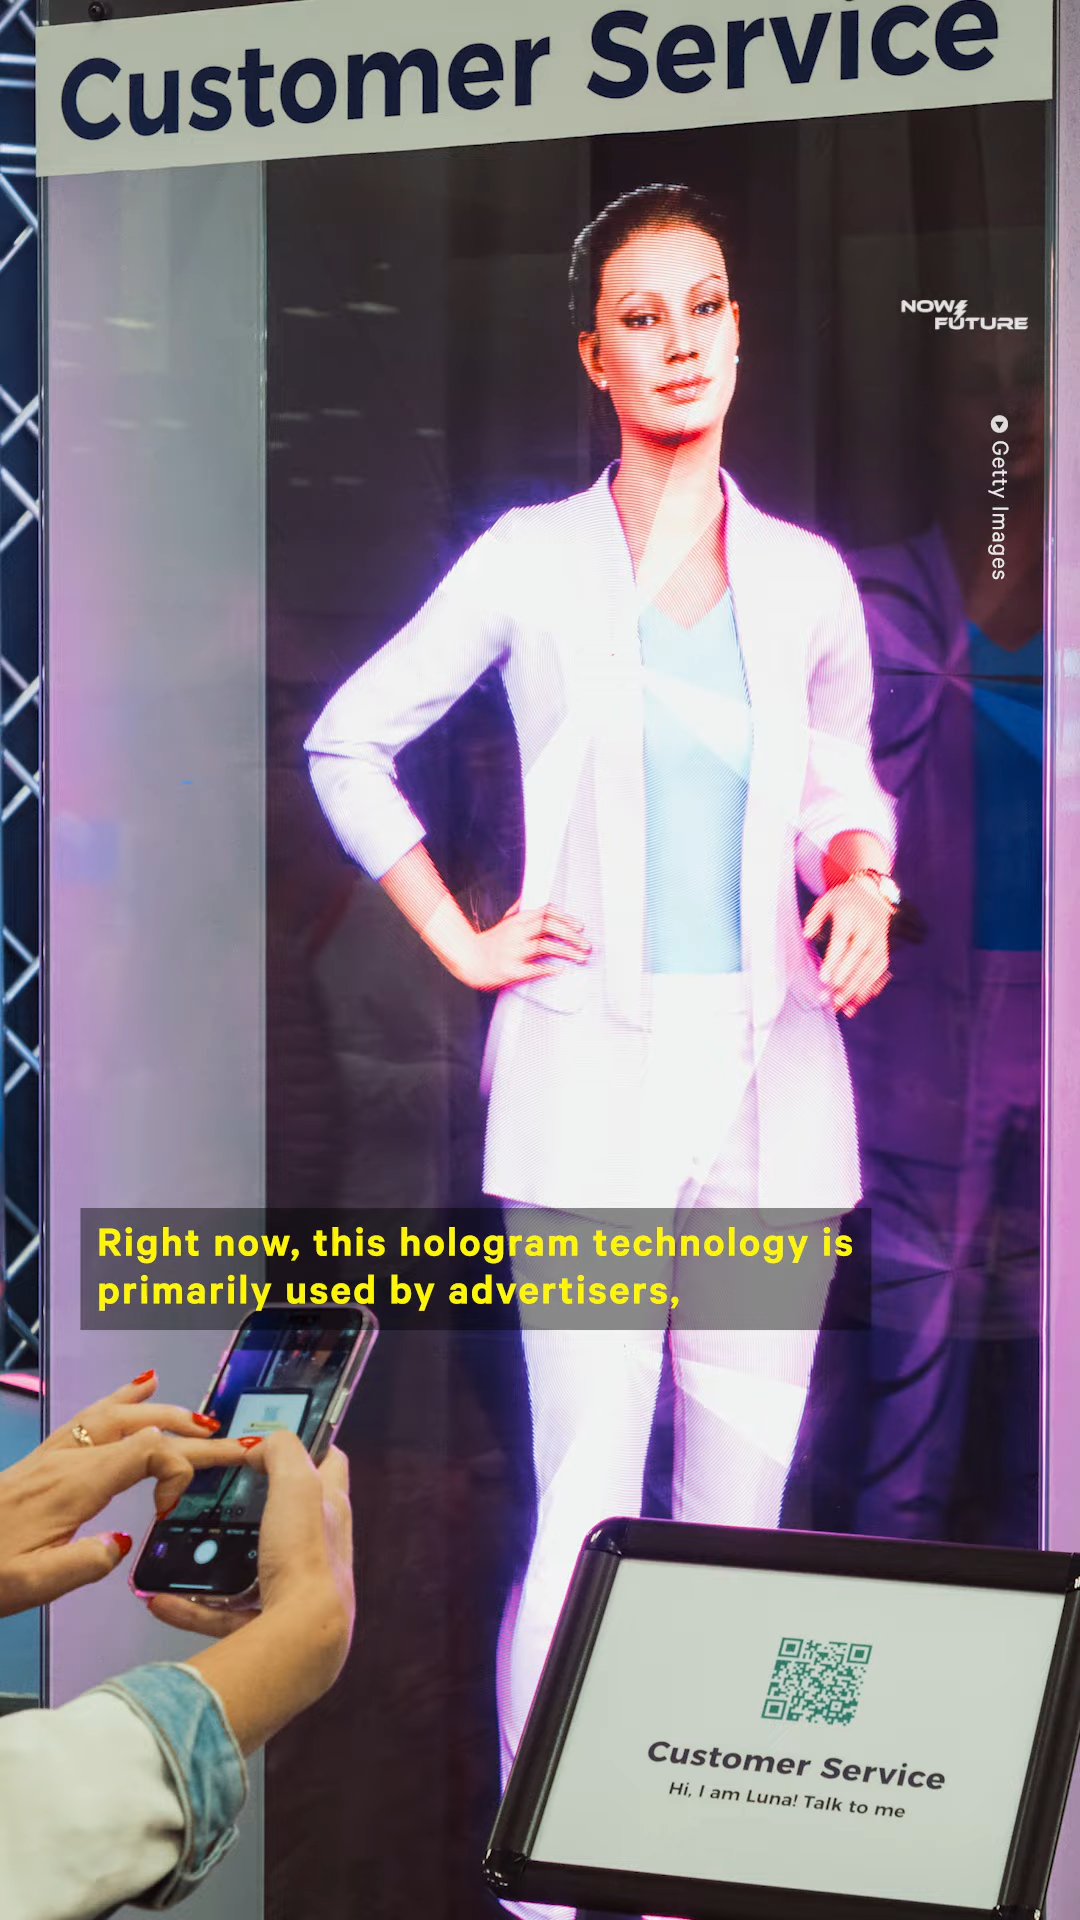 Customer Service
NOW
FUTURE
Getty Images
Right now, this hologram technology is
primarily used by advertisers,
Customer Service
Hi, I am Luna! Talk to me